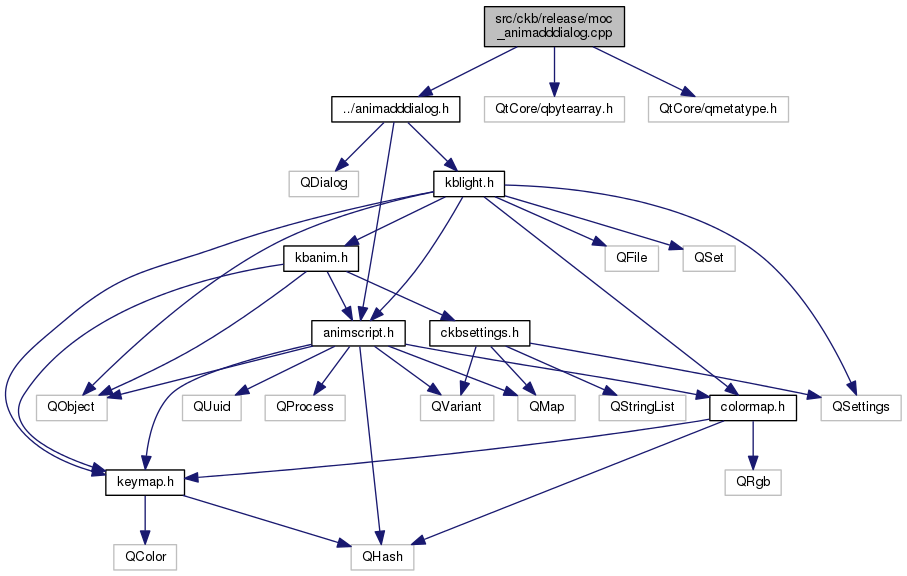 src/ckb/release/moc
_animadddialog.cpp
../animadddialog.h
QtCore/qbytearray.h
QtCore/qmetatype.h
QDialog
kblight.h
kbanim.h
QFile
QSet
animscript.h
ckbsettings.h
QObject
QUuid
QProcess
QVariant
QMap
QStringList
colormap.h
QSettings
keymap.h
QRgb
QColor
QHash